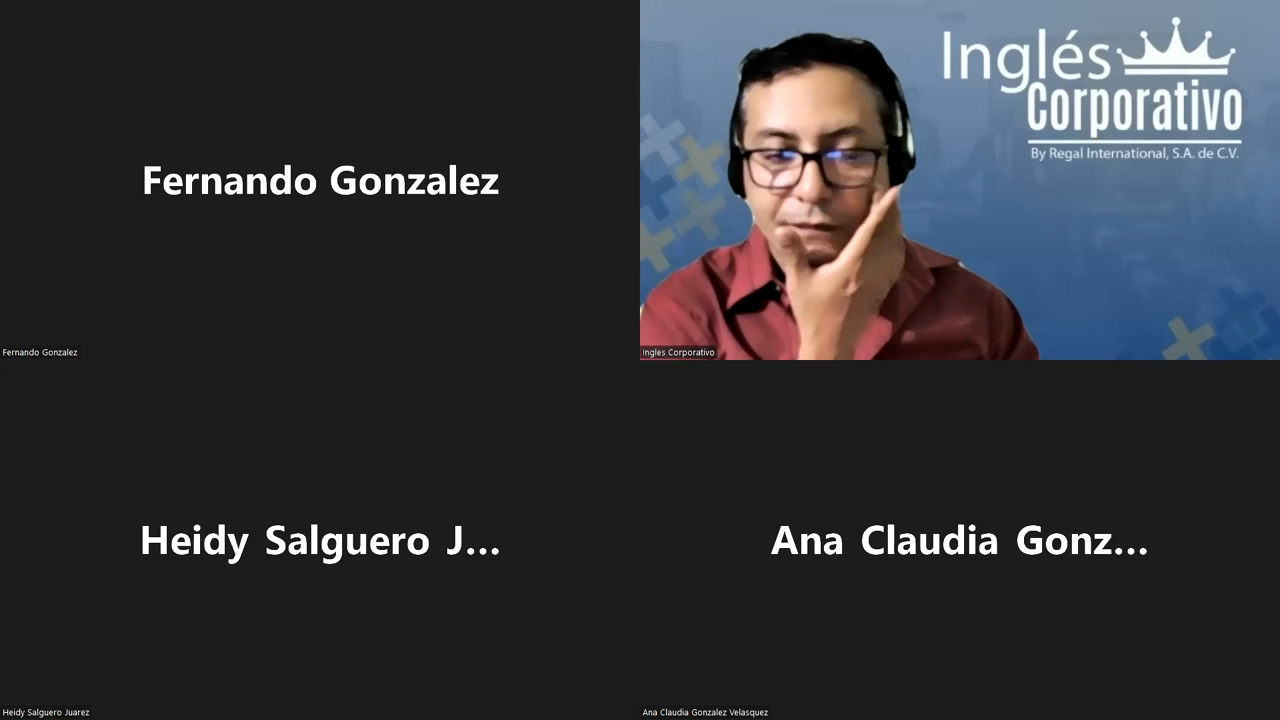 Fernando Gonzalez
Fernando Gonzalez
Inglés
Corporativo
By Regal International, S.A. de C.V.
Ingles Corporativo
Heidy Salguero J...
Heidy Salguero Juarez
Ana Claudia Gonz...
Ana Claudia Gonzalez Velasquez